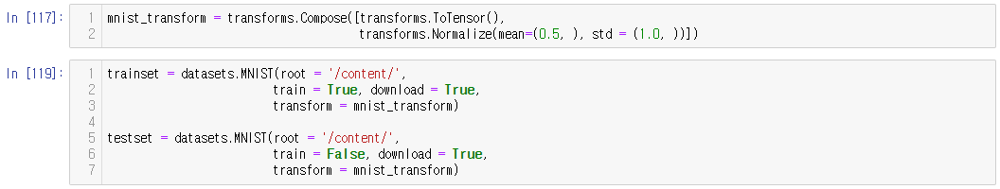 In [117]:
1 mnist_transform = transforms.Compose([transforms.ToTensor(),
2 transforms.Normalize(mean=(0.5, ), std = (1.0, ))])
In [119]:
1 trainset = datasets.MNIST(root = '/content/',
2 train = True, download = True,
3 transform = mnist_transform)
4
5 testset = datasets.MNIST(root = '/content/',
6 train = False, download = True,
7 transform = mnist_transform)